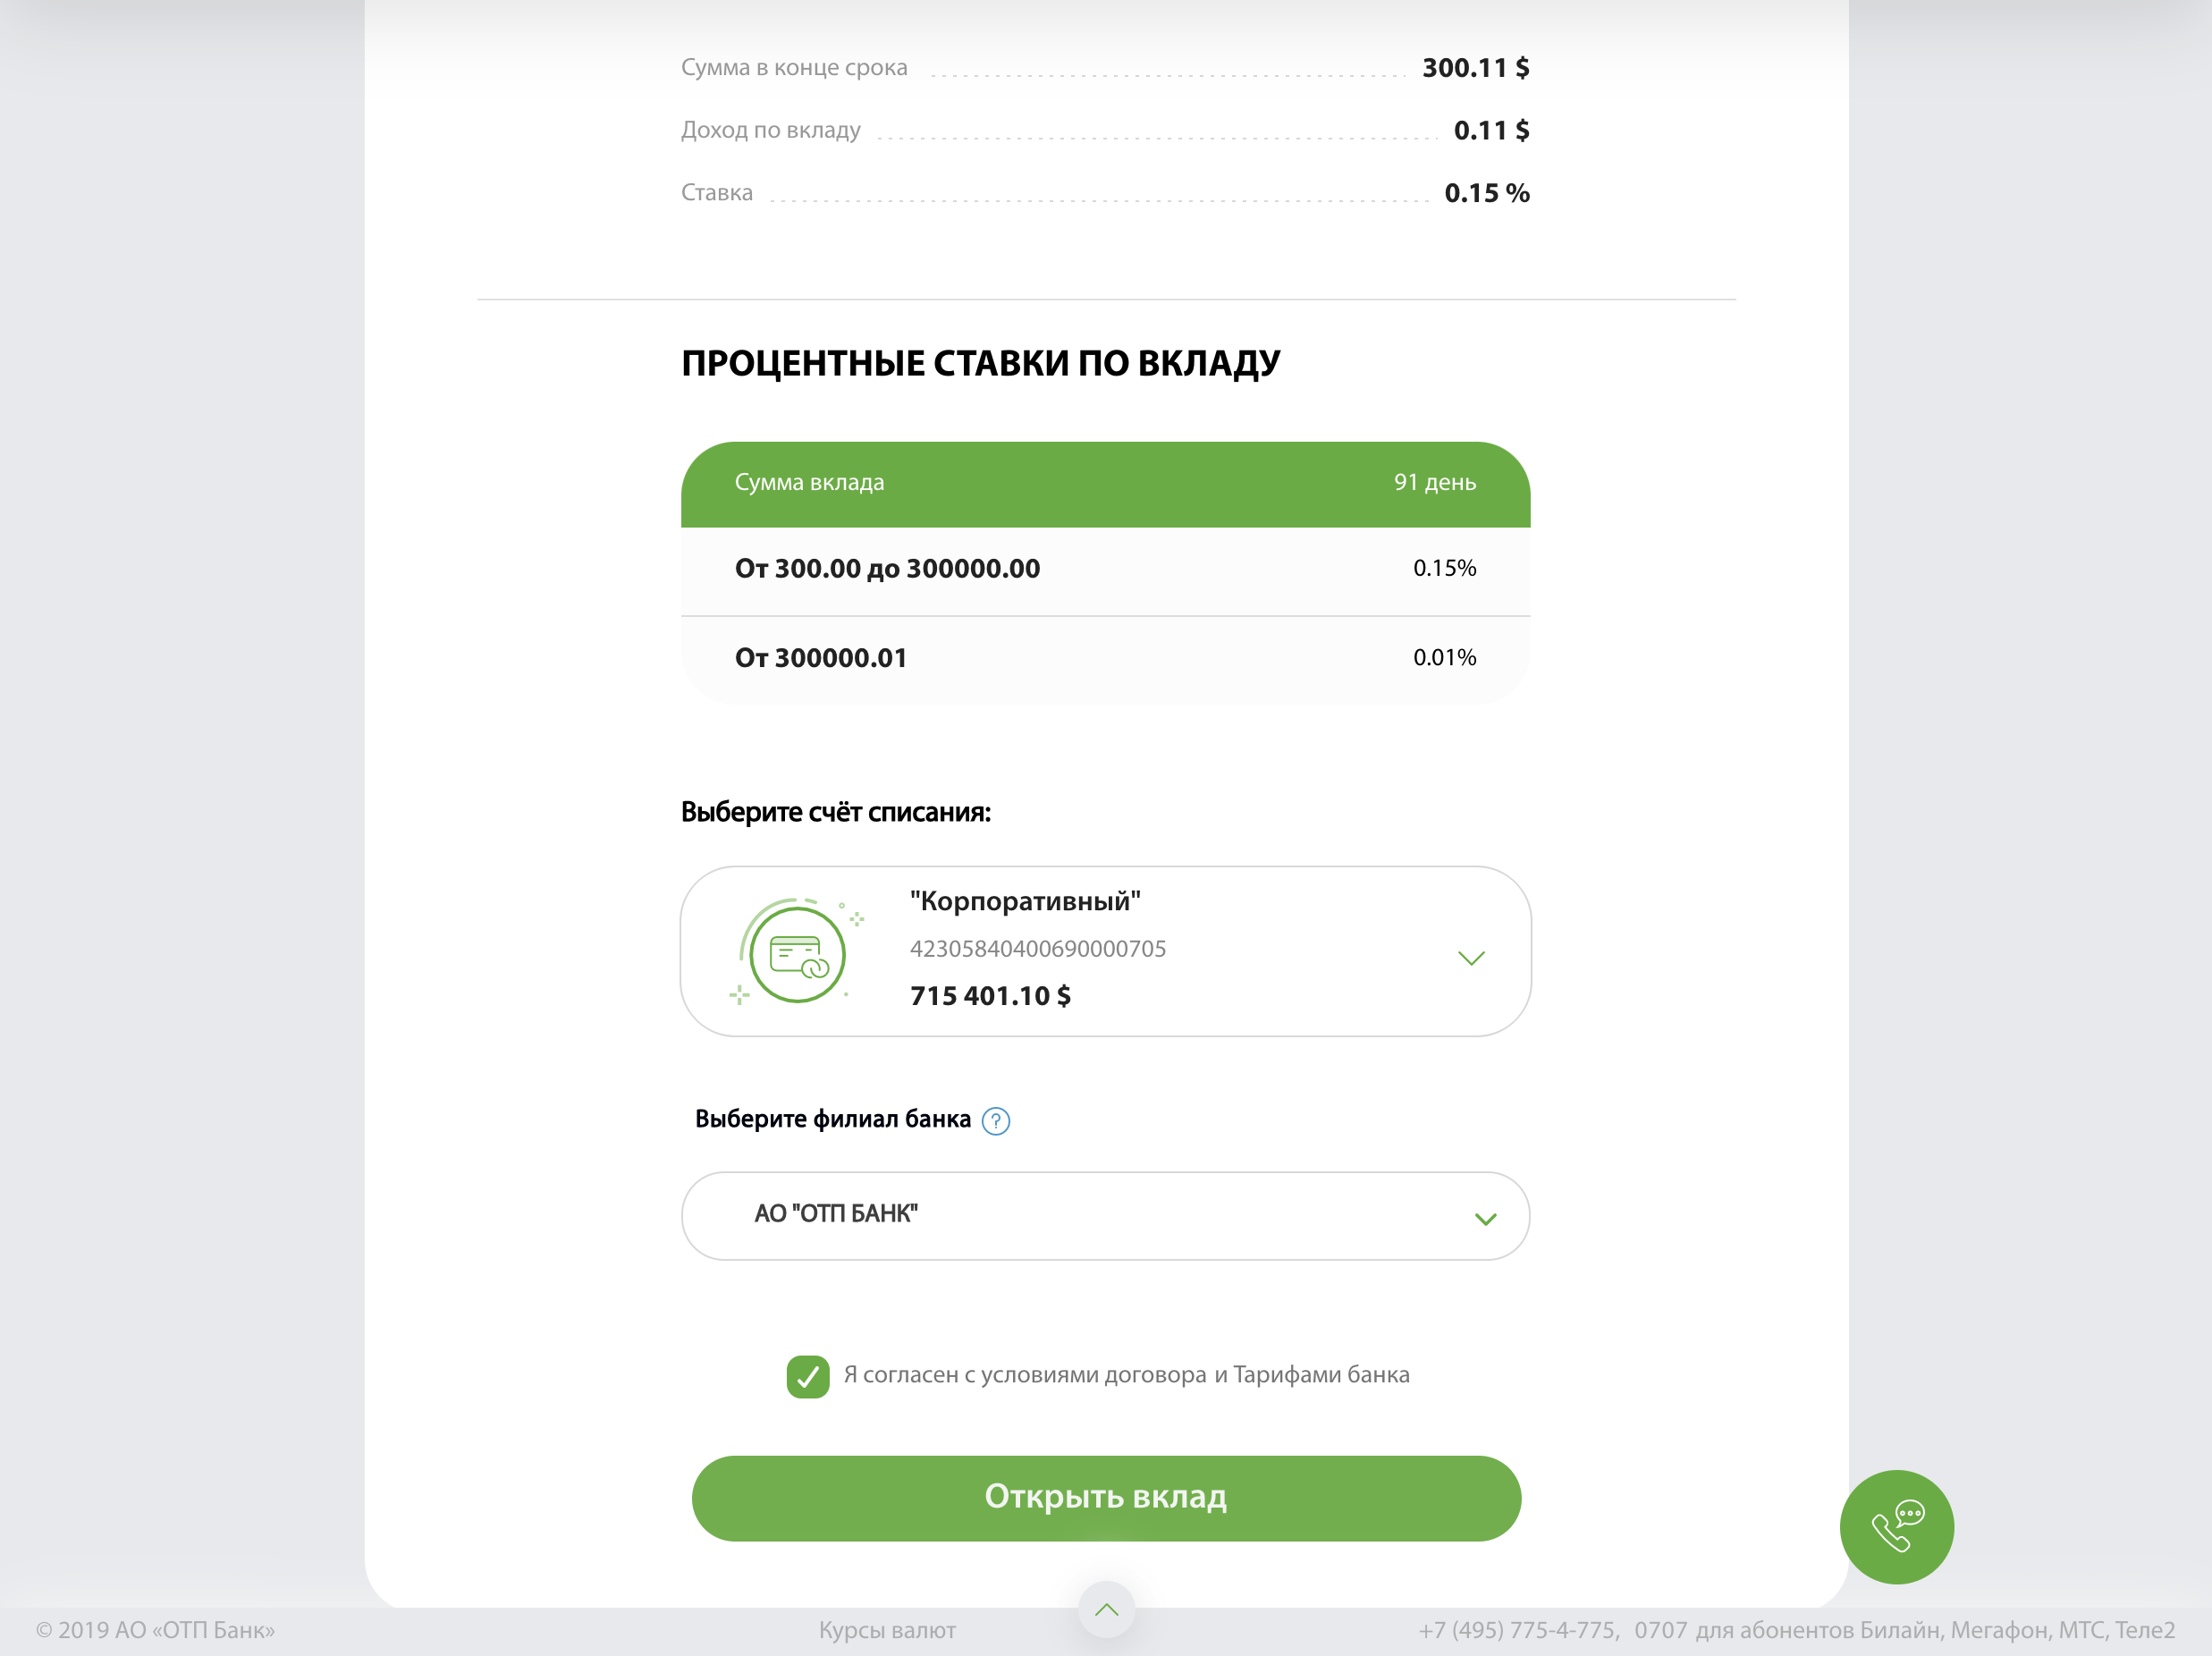 Сумма в конце срока 300.11 $
Доход по вкладу 0.11 $
Ставка 0.15 %
ПРОЦЕНТНЫЕ СТАВКИ ПО ВКЛАДУ
Сумма вклада 91 день
От 300.00 до 300000.00 0.15%
От 300000.01 0.01%
Выберите счёт списания:
"Корпоративный"
42305840400690000705
715 401.10 $
Выберите филиал банка ?
АО "ОТП БАНК"
Я согласен с условиями договора и Тарифами банка
Открыть вклад
© 2019 АО «ОТП Банк» Курсы валют +7 (495) 775-4-775, 0707 для абонентов Билайн, Мегафон, МТС, Теле2